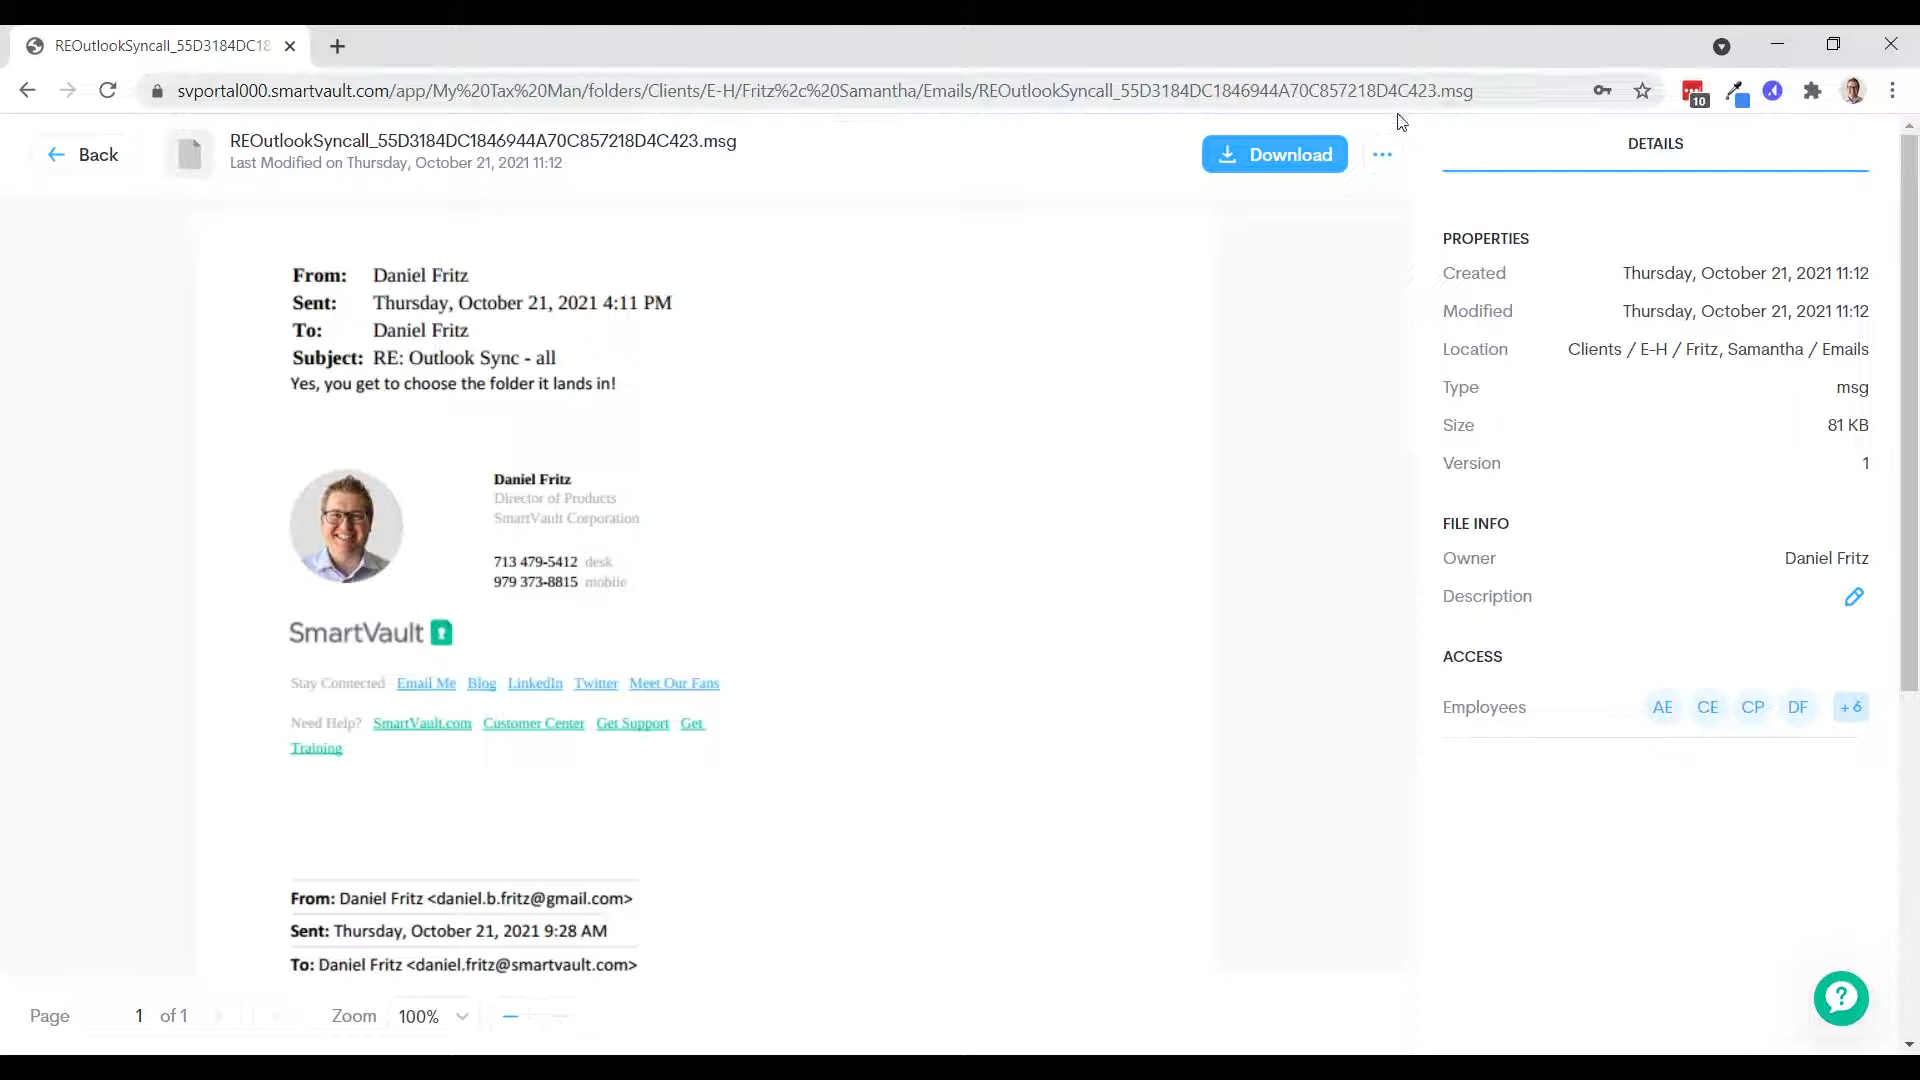 REOutlookSyncall_55D3184DC18
svportal000.smartvault.com/app/My%20Tax%20Man/folders/Clients/E-H/Fritz%2c%20Samantha/Emails/REOutlookSyncall_55D3184DC1846944A70C857218D4C423.msg
10
Back
REOutlookSyncall_55D3184DC1846944A70C857218D4C423.msg
Last Modified on Thursday, October 21, 2021 11:12
Download
From: Daniel Fritz
Sent: Thursday, October 21, 2021 4:11 PM
To: Daniel Fritz
Subject: RE: Outlook Sync - all
Yes, you get to choose the folder it lands in!
Daniel Fritz
Director of Products
SmartVault Corporation
713 479-5412 desk
979 373-8815 mobile
SmartVault
Stay Connected Email Me Blog LinkedIn Twitter Meet Our Fans
Need Help? SmartVault.com Customer Center Get Support Get
Training
From: Daniel Fritz <daniel.b.fritz@gmail.com>
Sent: Thursday, October 21, 2021 9:28 AM
To: Daniel Fritz <daniel.fritz@smartvault.com>
Page 1 of 1 Zoom 100%
DETAILS
PROPERTIES
Created Thursday, October 21, 2021 11:12
Modified Thursday, October 21, 2021 11:12
Location Clients / E-H / Fritz, Samantha / Emails
Type msg
Size 81 KB
Version 1
FILE INFO
Owner Daniel Fritz
Description
ACCESS
Employees AE CE CP DF +6